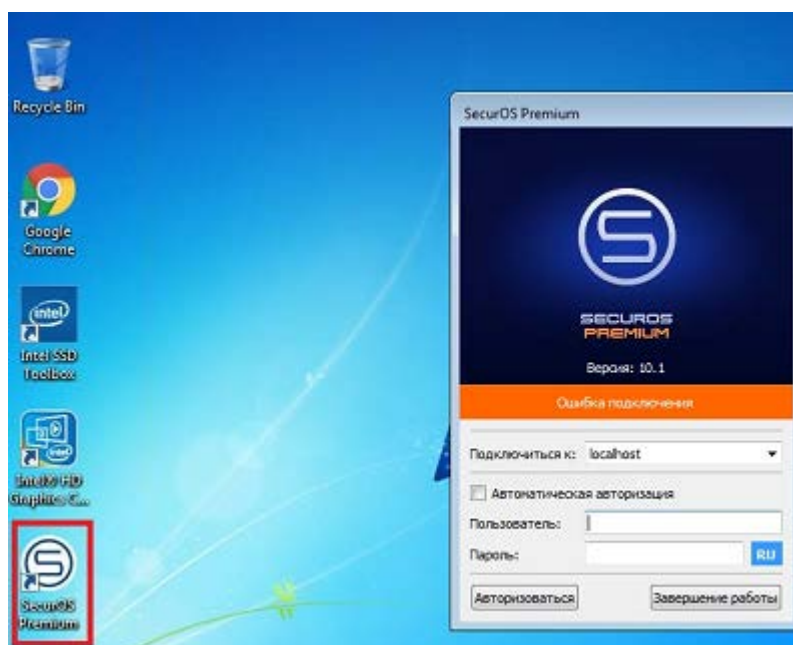 Recycle Bin
Google
Chrome
intel
Intel SSD
Toolbox
Intel® HD
Graphics C...
SecurOS
Premium
SecurOS Premium
SECUROS
PREMIUM
Версия: 10.1
Ошибка подключения
Подключиться к: localhost
Автоматическая авторизация
Пользователь:
Пароль:
RU
Авторизоваться
Завершение работы